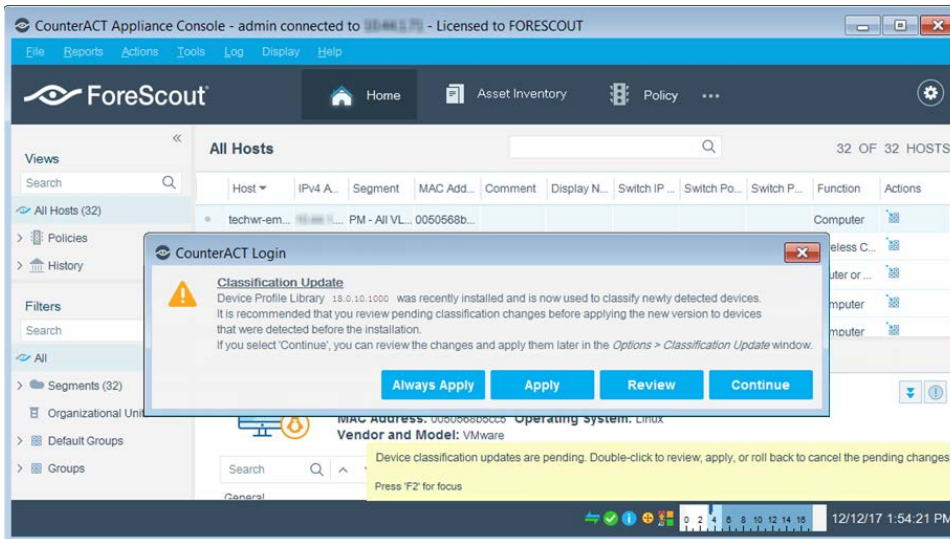 CounterACT Appliance Console - admin connected to - Licensed to FORESCOUT
File Reports Actions Tools Log Display Help
ForeScout
Home
Asset Inventory
Policy
Views
Search
All Hosts (32)
Policies
History
Filters
Search
All
Segments (32)
Organizational Unit
Default Groups
Groups
All Hosts
32 OF 32 HOSTS
Host IPv4 A... Segment MAC Add... Comment Display N... Switch IP ... Switch Po... Switch P... Function Actions
techwr-em... PM - All VL... 0050568b... Computer
eless C...
uter or ...
mputer
mputer
CounterACT Login
Classification Update
Device Profile Library 18.0.10.1000 was recently installed and is now used to classify newly detected devices.
It is recommended that you review pending classification changes before applying the new version to devices
that were detected before the installation.
If you select 'Continue', you can review the changes and apply them later in the Options > Classification Update window.
Always Apply Apply Review Continue
MAC Address: Operating System: Linux
Vendor and Model: VMware
Search
General
Device classification updates are pending. Double-click to review, apply, or roll back to cancel the pending changes
Press 'F2' for focus
0 2 4 6 8 10 12 14 16
12/12/17 1:54:21 PM